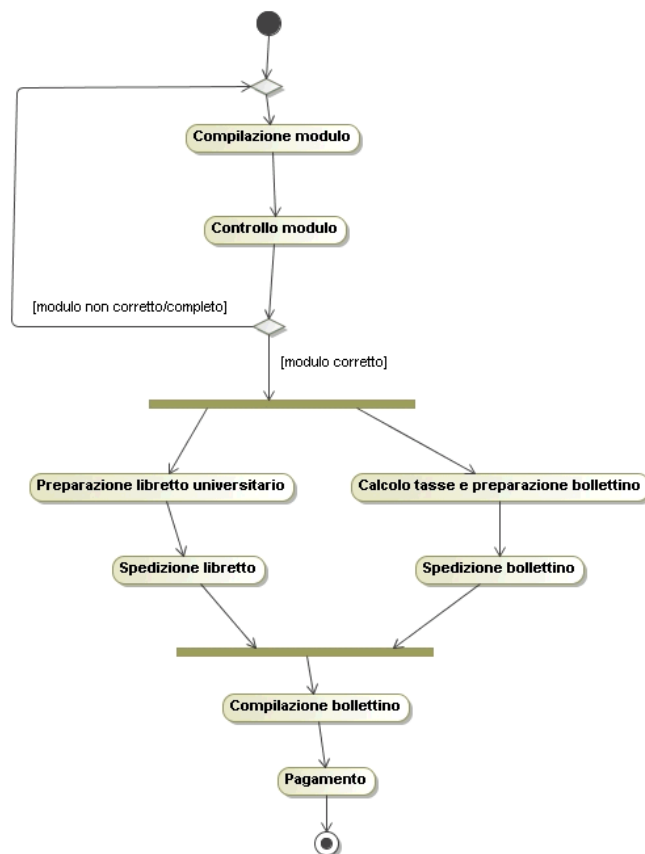 Compilazione modulo
Controllo modulo
[modulo non corretto/completo]
[modulo corretto]
Preparazione libretto universitario
Calcolo tasse e preparazione bollettino
Spedizione libretto
Spedizione bollettino
Compilazione bollettino
Pagamento